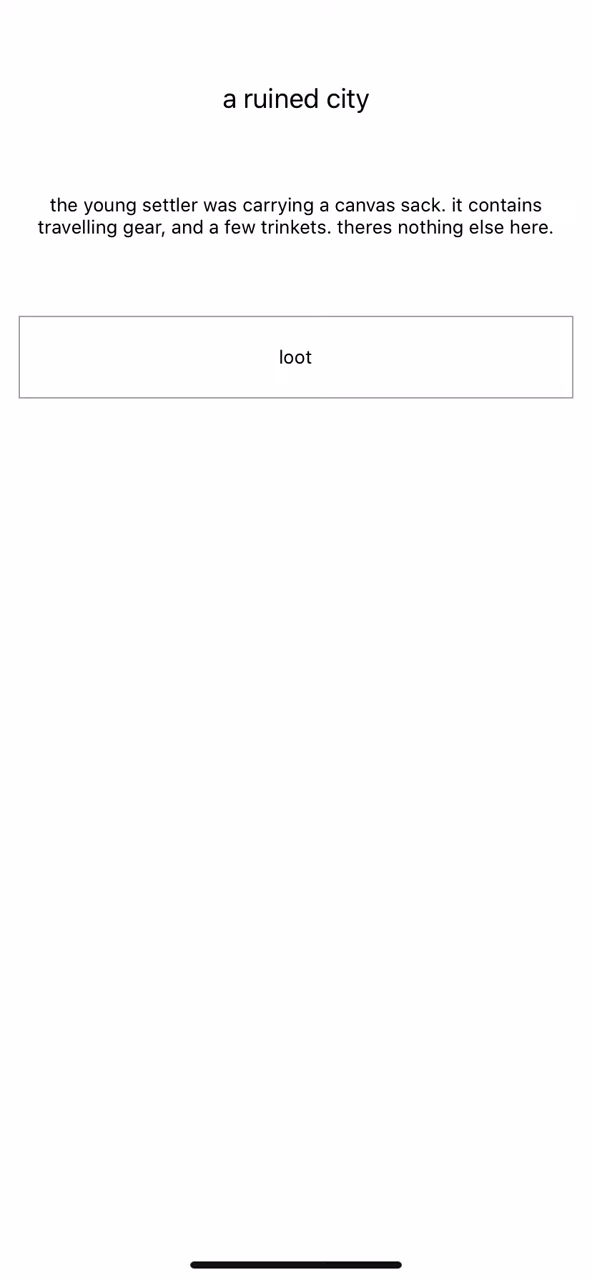 a ruined city
the young settler was carrying a canvas sack. it contains
travelling gear, and a few trinkets. theres nothing else here.
loot